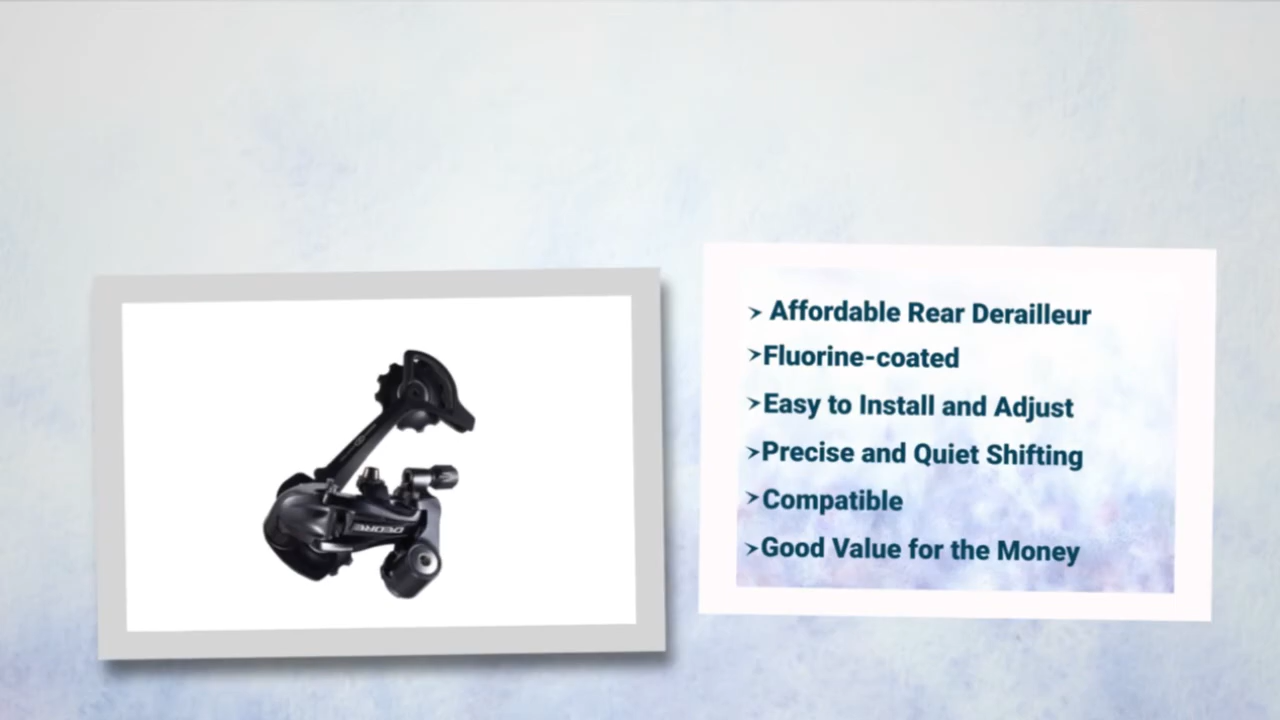 DEORE
➢ Affordable Rear Derailleur
➢Fluorine-coated
➢Easy to Install and Adjust
➢Precise and Quiet Shifting
➢Compatible
➢Good Value for the Money